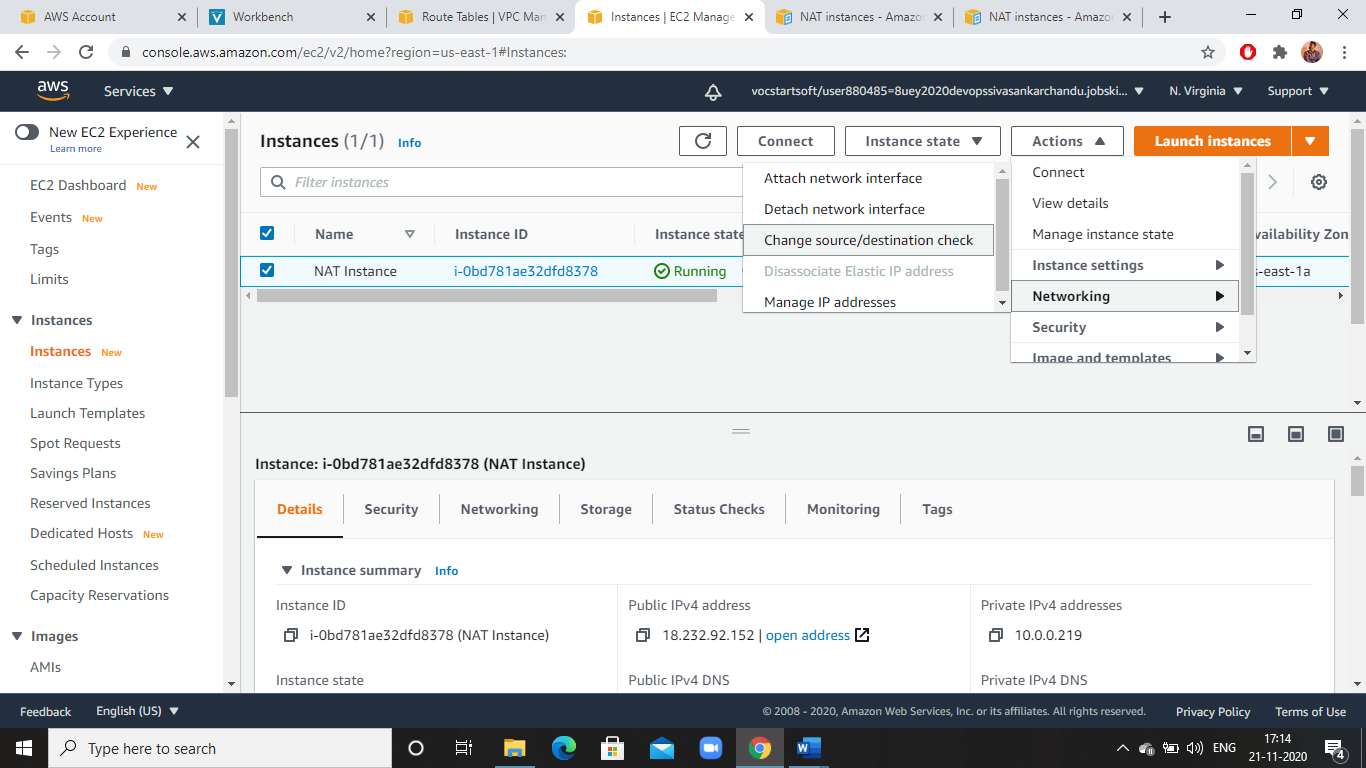 AWS Account
Workbench
Route Tables | VPC Man
Instances | EC2 Manage
NAT instances - Amazo
NAT instances - Amazo
console.aws.amazon.com/ec2/v2/home?region=us-east-1#Instances:
aws
Services
vocstartsoft/user880485=8uey2020devopssivasankarchandu.jobski...
N. Virginia
Support
New EC2 Experience
Learn more
EC2 Dashboard New
Events New
Tags
Limits
Instances
Instances New
Instance Types
Launch Templates
Spot Requests
Savings Plans
Reserved Instances
Dedicated Hosts New
Scheduled Instances
Capacity Reservations
Images
AMIs
Instances (1/1) Info
Connect
Instance state
Actions
Launch instances
Filter instances
Name
Instance ID
Instance state
vailability Zon
NAT Instance
i-0bd781ae32dfd8378
Running
s-east-1a
Attach network interface
Detach network interface
Change source/destination check
Disassociate Elastic IP address
Manage IP addresses
Connect
View details
Manage instance state
Instance settings
Networking
Security
Image and templates
Instance: i-0bd781ae32dfd8378 (NAT Instance)
Details
Security
Networking
Storage
Status Checks
Monitoring
Tags
Instance summary Info
Instance ID
i-0bd781ae32dfd8378 (NAT Instance)
Public IPv4 address
18.232.92.152 | open address
Private IPv4 addresses
10.0.0.219
Instance state
Public IPv4 DNS
Private IPv4 DNS
Feedback
English (US)
© 2008 - 2020, Amazon Web Services, Inc. or its affiliates. All rights reserved.
Privacy Policy
Terms of Use
Type here to search
ENG
17:14
21-11-2020
4